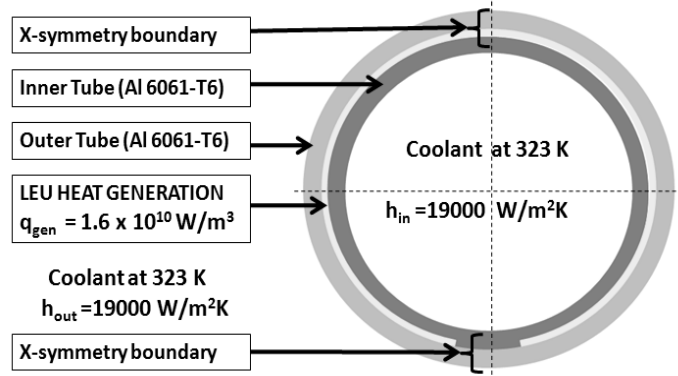 X-symmetry boundary
Inner Tube (Al 6061-T6)
Outer Tube (Al 6061-T6)
LEU HEAT GENERATION
qgen = 1.6 x 10¹⁰ W/m³
Coolant at 323 K
hout =19000 W/m²K
X-symmetry boundary
Coolant at 323 K
hin =19000 W/m²K